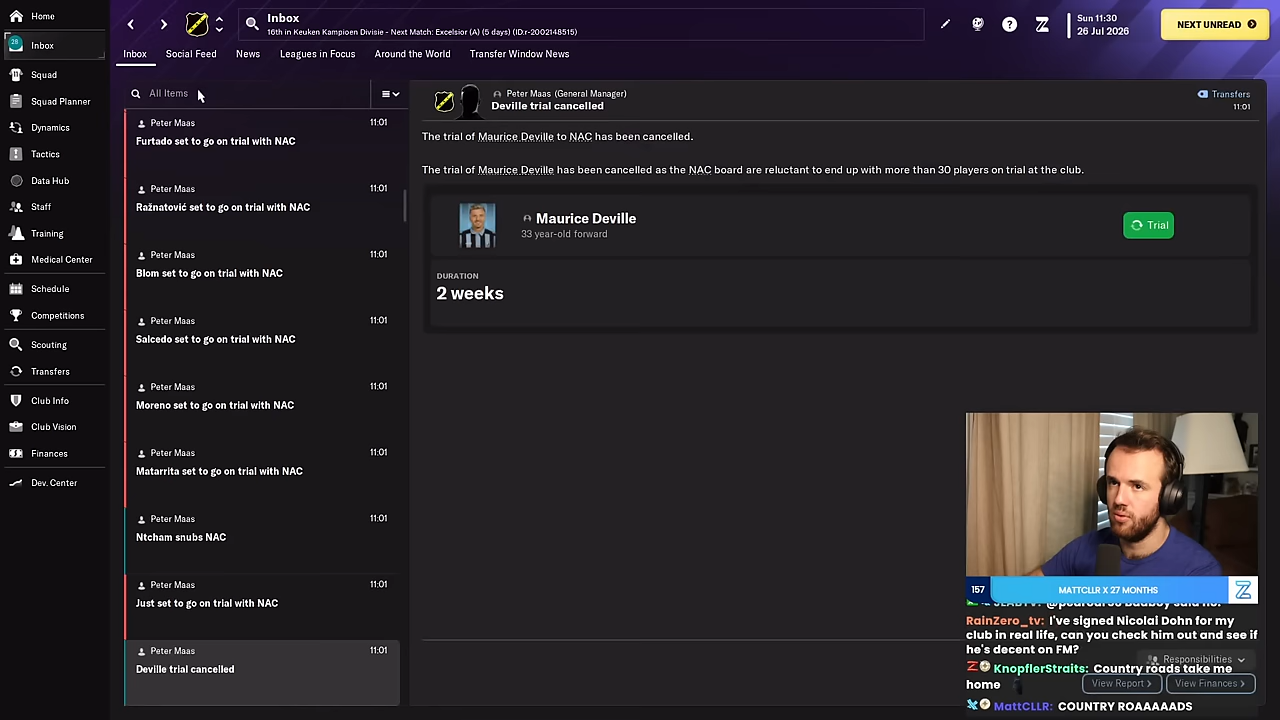 Home
Inbox
28
Squad
Squad Planner
Dynamics
Tactics
Data Hub
Staff
Training
Medical Center
Schedule
Competitions
Scouting
Transfers
Club Info
Club Vision
Finances
Dev. Center
Inbox
16th in Keuken Kampioen Divisie - Next Match: Excelsior (A) (5 days) (ID:r-2002148515)
Sun 11:30
26 Jul 2026
NEXT UNREAD
Inbox Social Feed News Leagues in Focus Around the World Transfer Window News
All Items
Peter Maas 11:01
Furtado set to go on trial with NAC
Peter Maas 11:01
Ražnatović set to go on trial with NAC
Peter Maas 11:01
Blom set to go on trial with NAC
Peter Maas 11:01
Salcedo set to go on trial with NAC
Peter Maas 11:01
Moreno set to go on trial with NAC
Peter Maas 11:01
Matarrita set to go on trial with NAC
Peter Maas 11:01
Ntcham snubs NAC
Peter Maas 11:01
Just set to go on trial with NAC
Peter Maas 11:01
Deville trial cancelled
Peter Maas (General Manager)
Deville trial cancelled
Transfers
11:01
The trial of Maurice Deville to NAC has been cancelled.
The trial of Maurice Deville has been cancelled as the NAC board are reluctant to end up with more than 30 players on trial at the club.
Maurice Deville
33 year-old forward
Trial
DURATION
2 weeks
157 MATTCLLR X 27 MONTHS
RainZero_tv: I've signed Nicolai Dohn for my
club in real life, can you check him out and see if
he's decent on FM?
Responsibilities
KnopflerStraits: Country roads take me
home
View Report View Finances
MattCLLR: COUNTRY ROAAAAADS